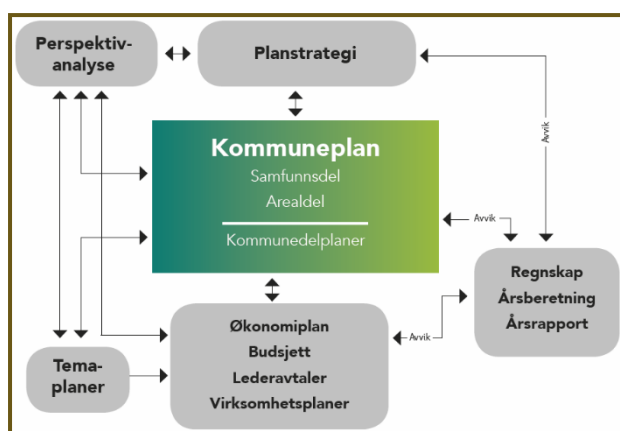 Perspektiv-
analyse
Planstrategi
Avvik
Kommuneplan
Samfunnsdel
Arealdel
Kommunedelplaner
Avvik
Regnskap
Årsberetning
Årsrapport
Økonomiplan
Budsjett
Lederavtaler
Virksomhetsplaner
Avvik
Tema-
planer